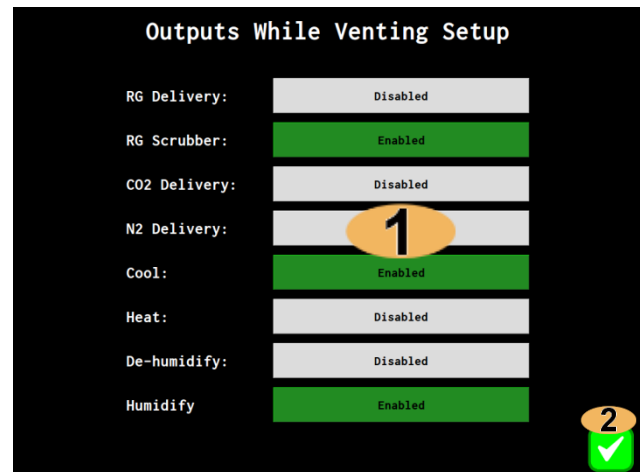 Outputs While Venting Setup
RG Delivery: Disabled
RG Scrubber: Enabled
CO2 Delivery: Disabled
N2 Delivery: 1
Cool: Enabled
Heat: Disabled
De-humidify: Disabled
Humidify Enabled
2